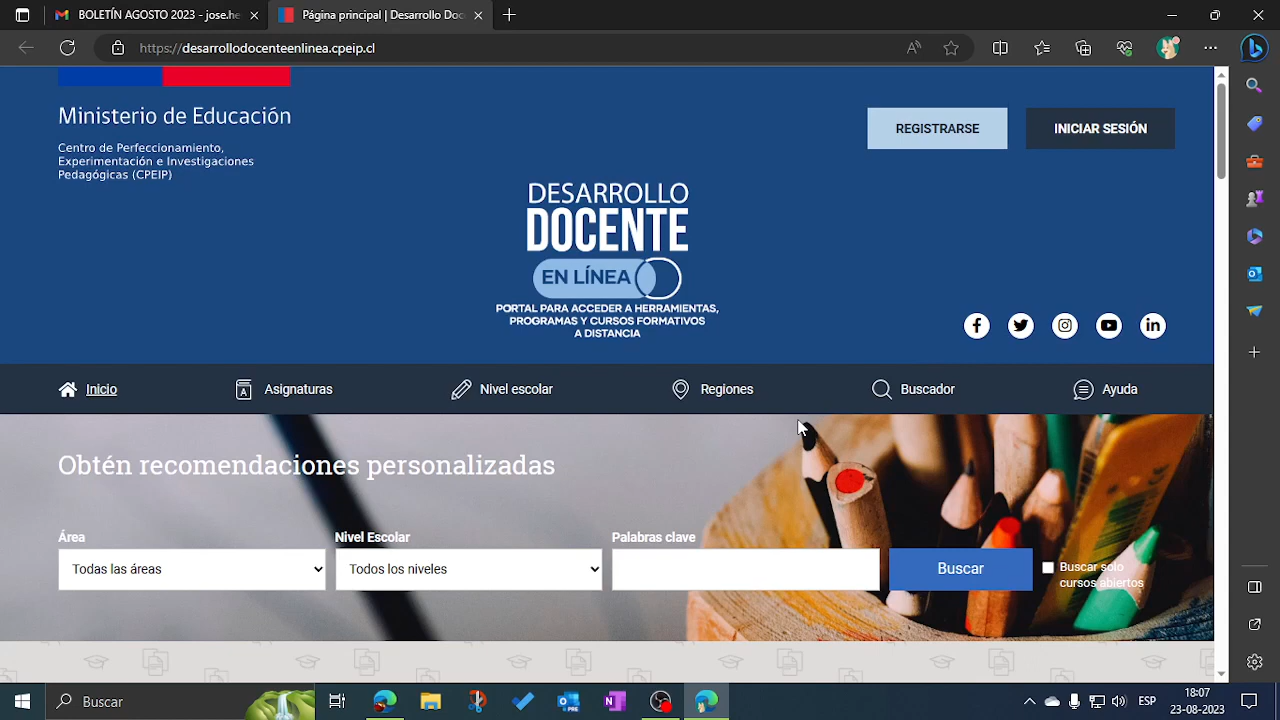 BOLETÍN AGOSTO 2023 - jose.he
Página principal | Desarrollo Doc
https://desarrollodocenteenlinea.cpeip.cl
Ministerio de Educación
Centro de Perfeccionamiento,
Experimentación e Investigaciones
Pedagógicas (CPEIP)
REGISTRARSE
INICIAR SESIÓN
DESARROLLO
DOCENTE
EN LÍNEA
PORTAL PARA ACCEDER A HERRAMIENTAS,
PROGRAMAS Y CURSOS FORMATIVOS
A DISTANCIA
Inicio
Asignaturas
Nivel escolar
Regiones
Buscador
Ayuda
Obtén recomendaciones personalizadas
Área
Nivel Escolar
Palabras clave
Todas las áreas
Todos los niveles
Buscar
Buscar solo
cursos abiertos
Buscar
ESP
18:07
23-08-2023